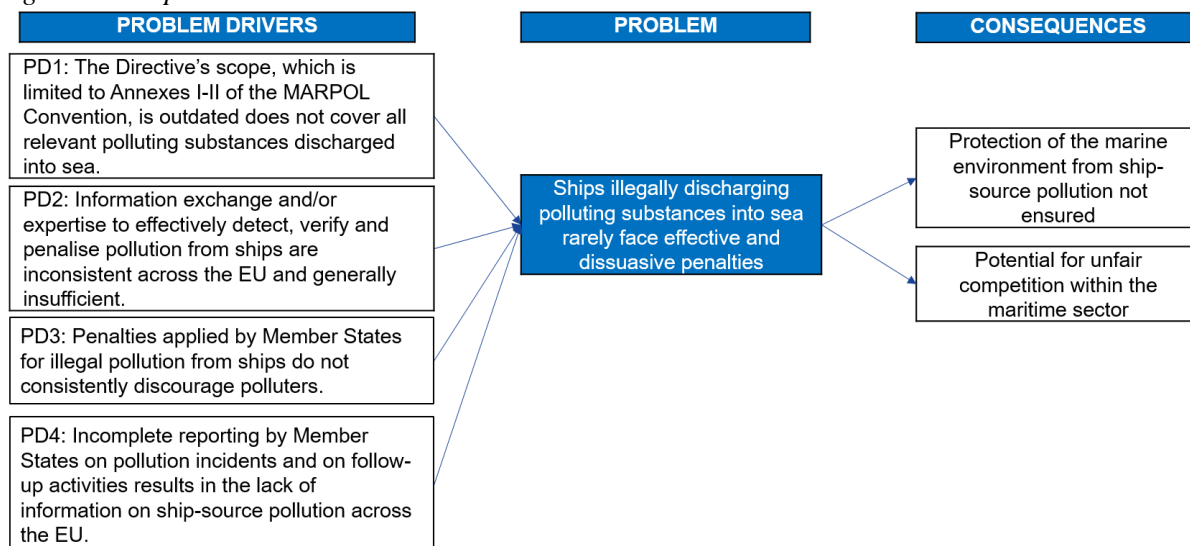 PROBLEM DRIVERS
PROBLEM
CONSEQUENCES
PD1: The Directive's scope, which is
limited to Annexes I-II of the MARPOL
Convention, is outdated does not cover all
relevant polluting substances discharged
into sea.
PD2: Information exchange and/or
expertise to effectively detect, verify and
penalise pollution from ships are
inconsistent across the EU and generally
insufficient.
PD3: Penalties applied by Member States
for illegal pollution from ships do not
consistently discourage polluters.
PD4: Incomplete reporting by Member
States on pollution incidents and on follow-
up activities results in the lack of
information on ship-source pollution across
the EU.
Ships illegally discharging
polluting substances into sea
rarely face effective and
dissuasive penalties
Protection of the marine
environment from ship-
source pollution not
ensured
Potential for unfair
competition within the
maritime sector